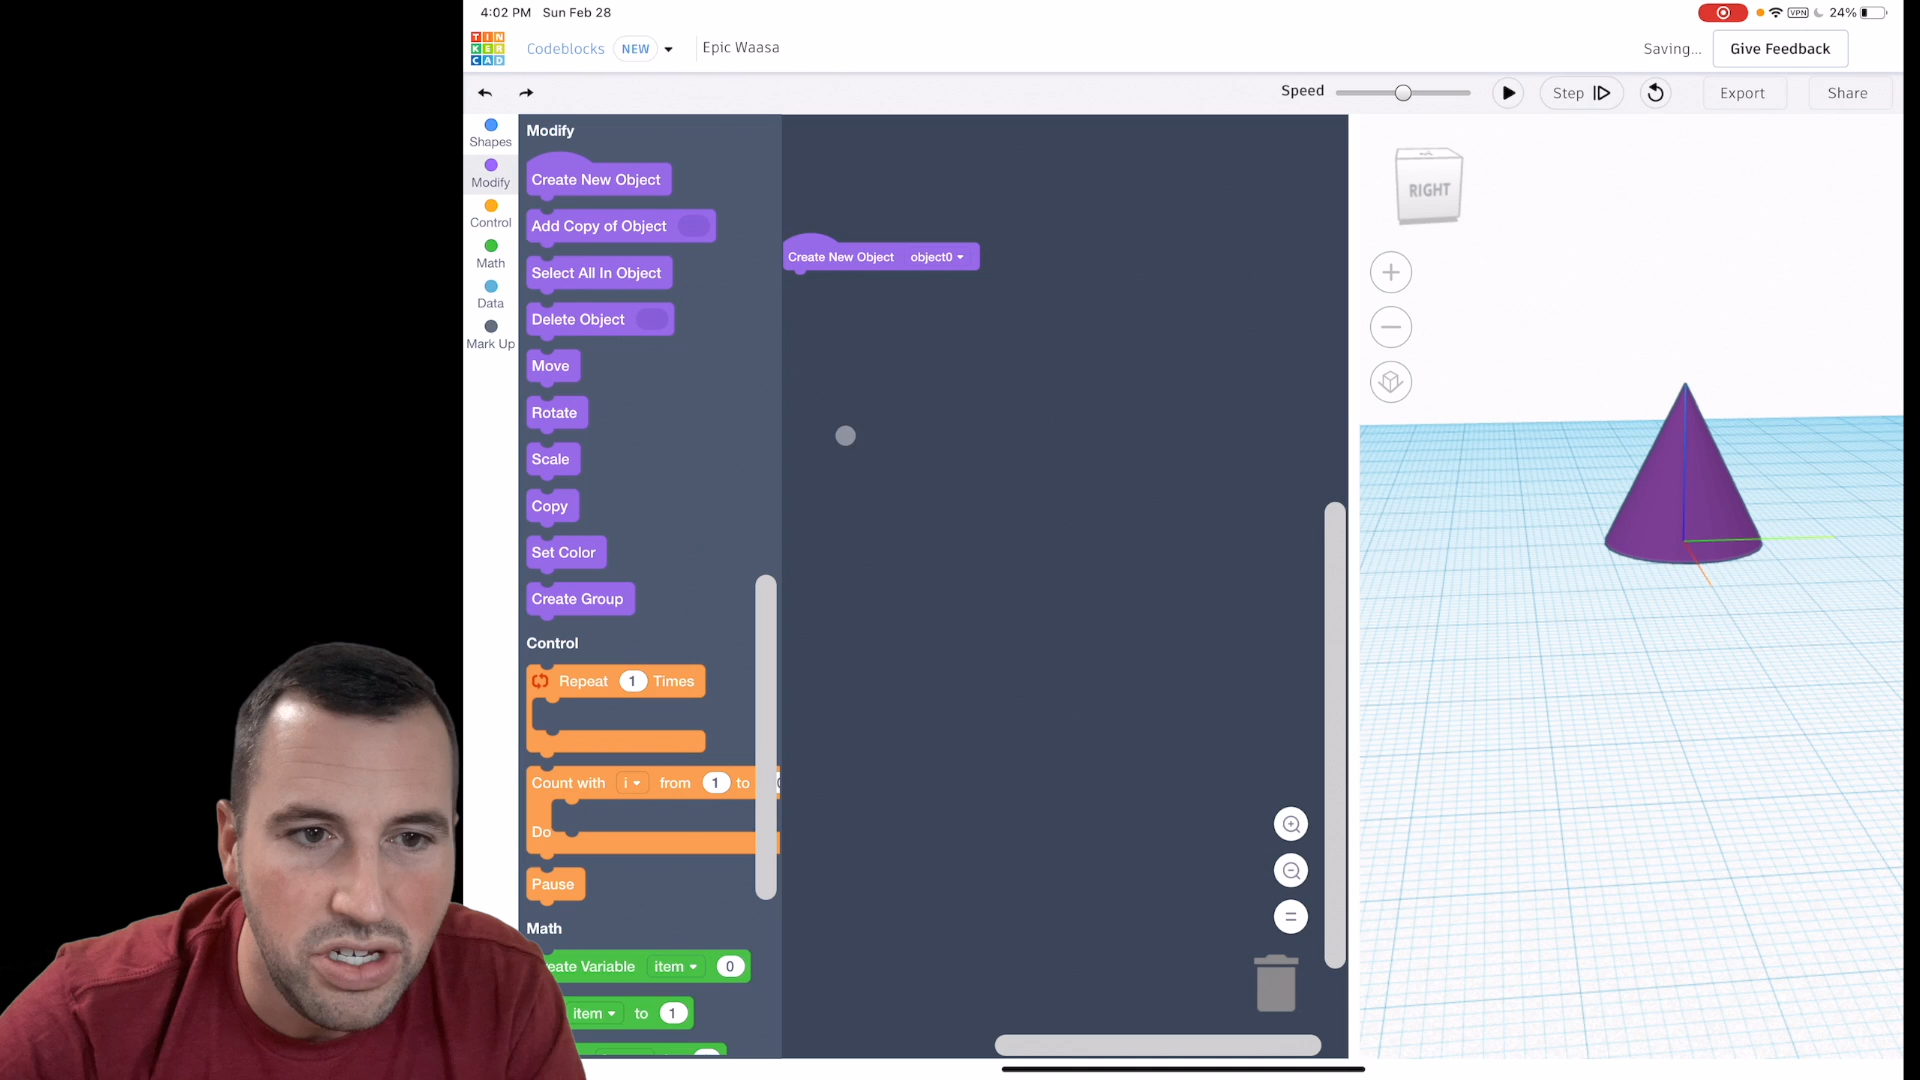 4:02 PM Sun Feb 28
VPN 24%
TIN KER CAD
Codeblocks NEW Epic Waasa
Saving... Give Feedback
Speed Step Export Share
Shapes
Modify
Control
Math
Data
Mark Up
Modify
Create New Object
Add Copy of Object
Select All In Object
Delete Object
Move
Rotate
Scale
Copy
Set Color
Create Group
Control
Repeat 1 Times
Count with i from 1 to
Do
Pause
Math
Variable item 0
item to 1
Create New Object object0
RIGHT